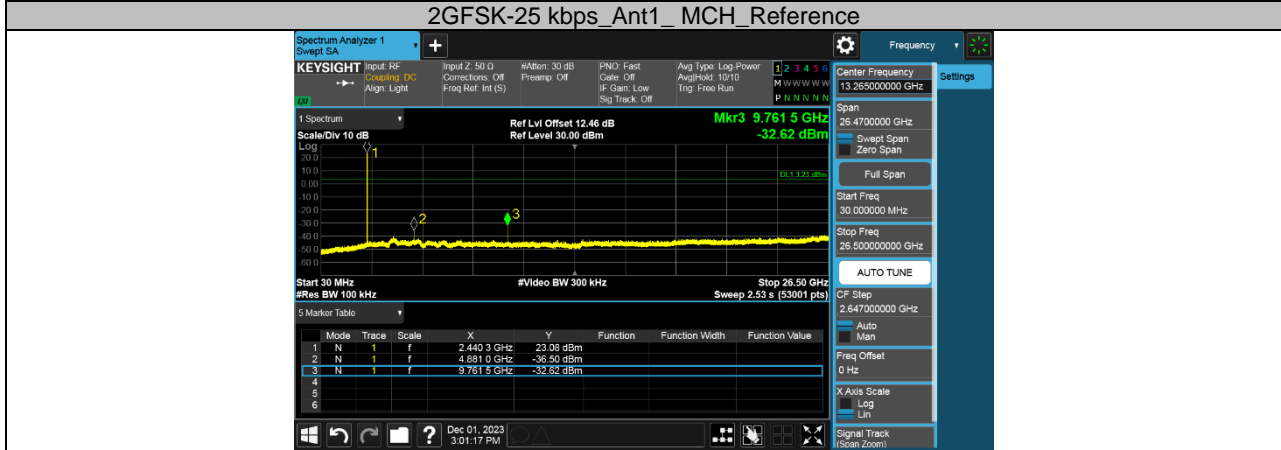 2GFSK-25 kbps_Ant1_ MCH_Reference
Spectrum Analyzer 1
Swept SA
+
Frequency
KEYSIGHT
Input: RF
Coupling: DC
Align: Light
Input Z: 50 Ω
Corrections: Off
Freq Ref: Int (S)
#Atten: 30 dB
Preamp: Off
PNO: Fast
Gate: Off
IF Gain: Low
Sig Track: Off
Avg Type: Log-Power
Avg|Hold: 10/10
Trig: Free Run
1 2 3 4 5 6
M W W W W W
P N N N N N
LXI
1 Spectrum
Scale/Div 10 dB
Ref Lvl Offset 12.46 dB
Ref Level 30.00 dBm
Mkr3 9.761 5 GHz
-32.62 dBm
Log
20.0
10.0
0.00
-10.0
-20.0
-30.0
-40.0
-50.0
-60.0
1
2
3
DL1 3.23 dBm
Start 30 MHz
#Res BW 100 kHz
#Video BW 300 kHz
Stop 26.50 GHz
Sweep 2.53 s (53001 pts)
5 Marker Table
Mode Trace Scale X Y Function Function Width Function Value
1 N 1 f 2.440 3 GHz 23.08 dBm
2 N 1 f 4.881 0 GHz -36.50 dBm
3 N 1 f 9.761 5 GHz -32.62 dBm
4
5
6
?
Dec 01, 2023
3:01:17 PM
Center Frequency
13.265000000 GHz
Settings
Span
26.4700000 GHz
Swept Span
Zero Span
Full Span
Start Freq
30.000000 MHz
Stop Freq
26.500000000 GHz
AUTO TUNE
CF Step
2.647000000 GHz
Auto
Man
Freq Offset
0 Hz
X Axis Scale
Log
Lin
Signal Track
(Span Zoom)